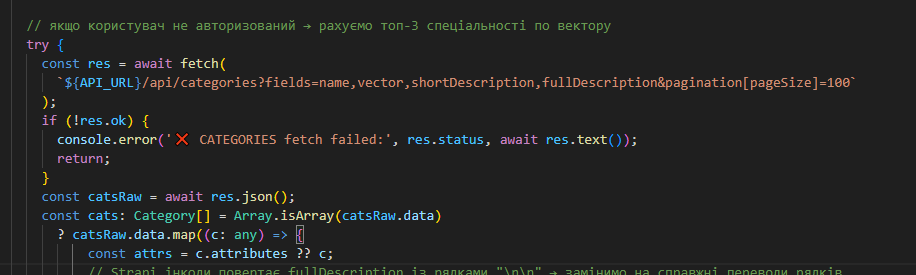 // якщо користувач не авторизований → рахуємо топ-3 спеціальності по вектору
try {
const res = await fetch(
`${API_URL}/api/categories?fields=name,vector,shortDescription,fullDescription&pagination[pageSize]=100`
);
if (!res.ok) {
console.error('❌ CATEGORIES fetch failed:', res.status, await res.text());
return;
}
const catsRaw = await res.json();
const cats: Category[] = Array.isArray(catsRaw.data)
? catsRaw.data.map((c: any) => {
const attrs = c.attributes ?? c;
// Strapi інколи повертає fullDescription із рядками "\n\n" → замінимо на справжні переводи рядків